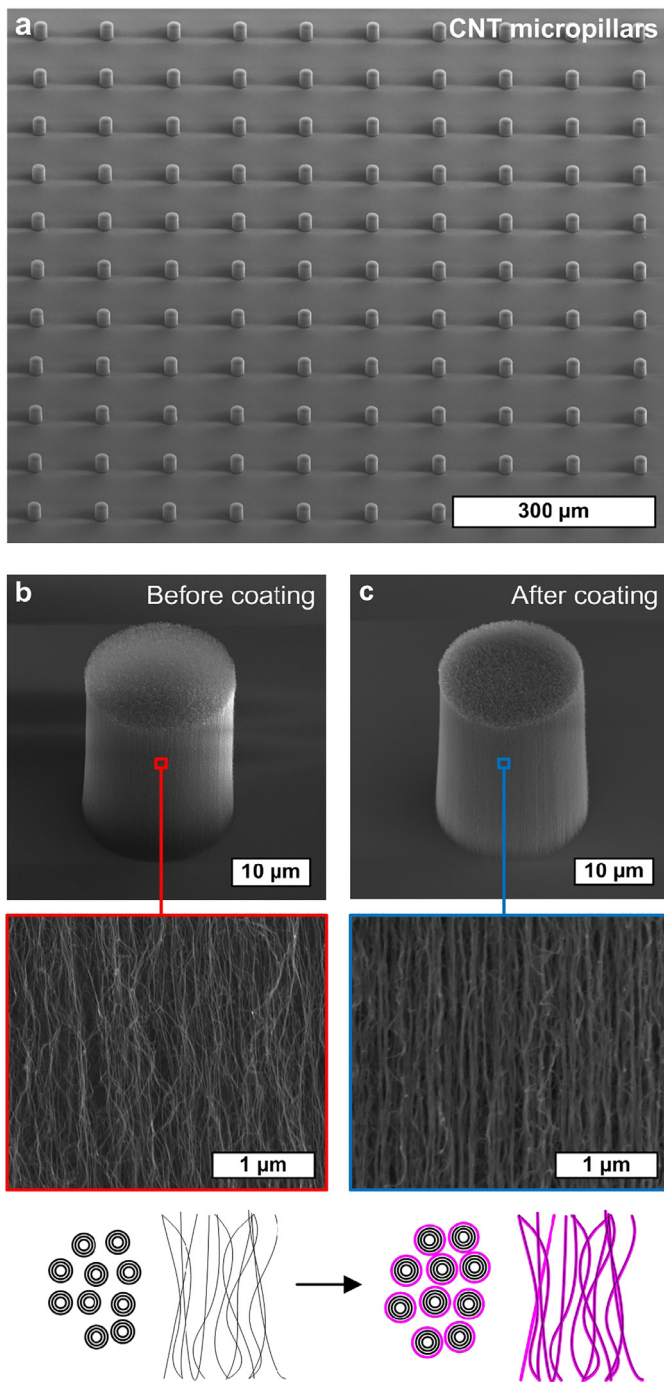 a
CNT micropillars
300 µm
b
Before coating
c
After coating
10 µm
10 µm
1 µm
1 µm